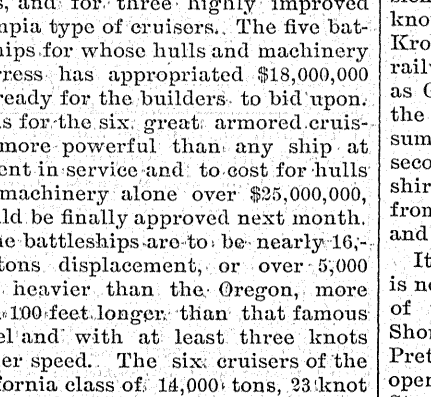 s, and for three highly improved
mpia type of cruisers. The five bat-
hips for whose hulls and machinery
ress has appropriated $18,000,000
ready for the builders to bid upon.
s for the six great armored cruis-
more powerful than any ship at
ent in service and to cost for hulls
machinery alone over $25,000,000,
ld be finally approved next month.
e battleships are to be nearly 16,-
tons displacement, or over 5,000
heavier than the Oregon, more
100 feet longer than that famous
el and with at least three knots
er speed. The six cruisers of the
fornia class of 14,000 tons, 23 knot
kno
Kro
rail
as
the
sum
seco
shir
from
and
It
is n
of
Sho
Pret
oper